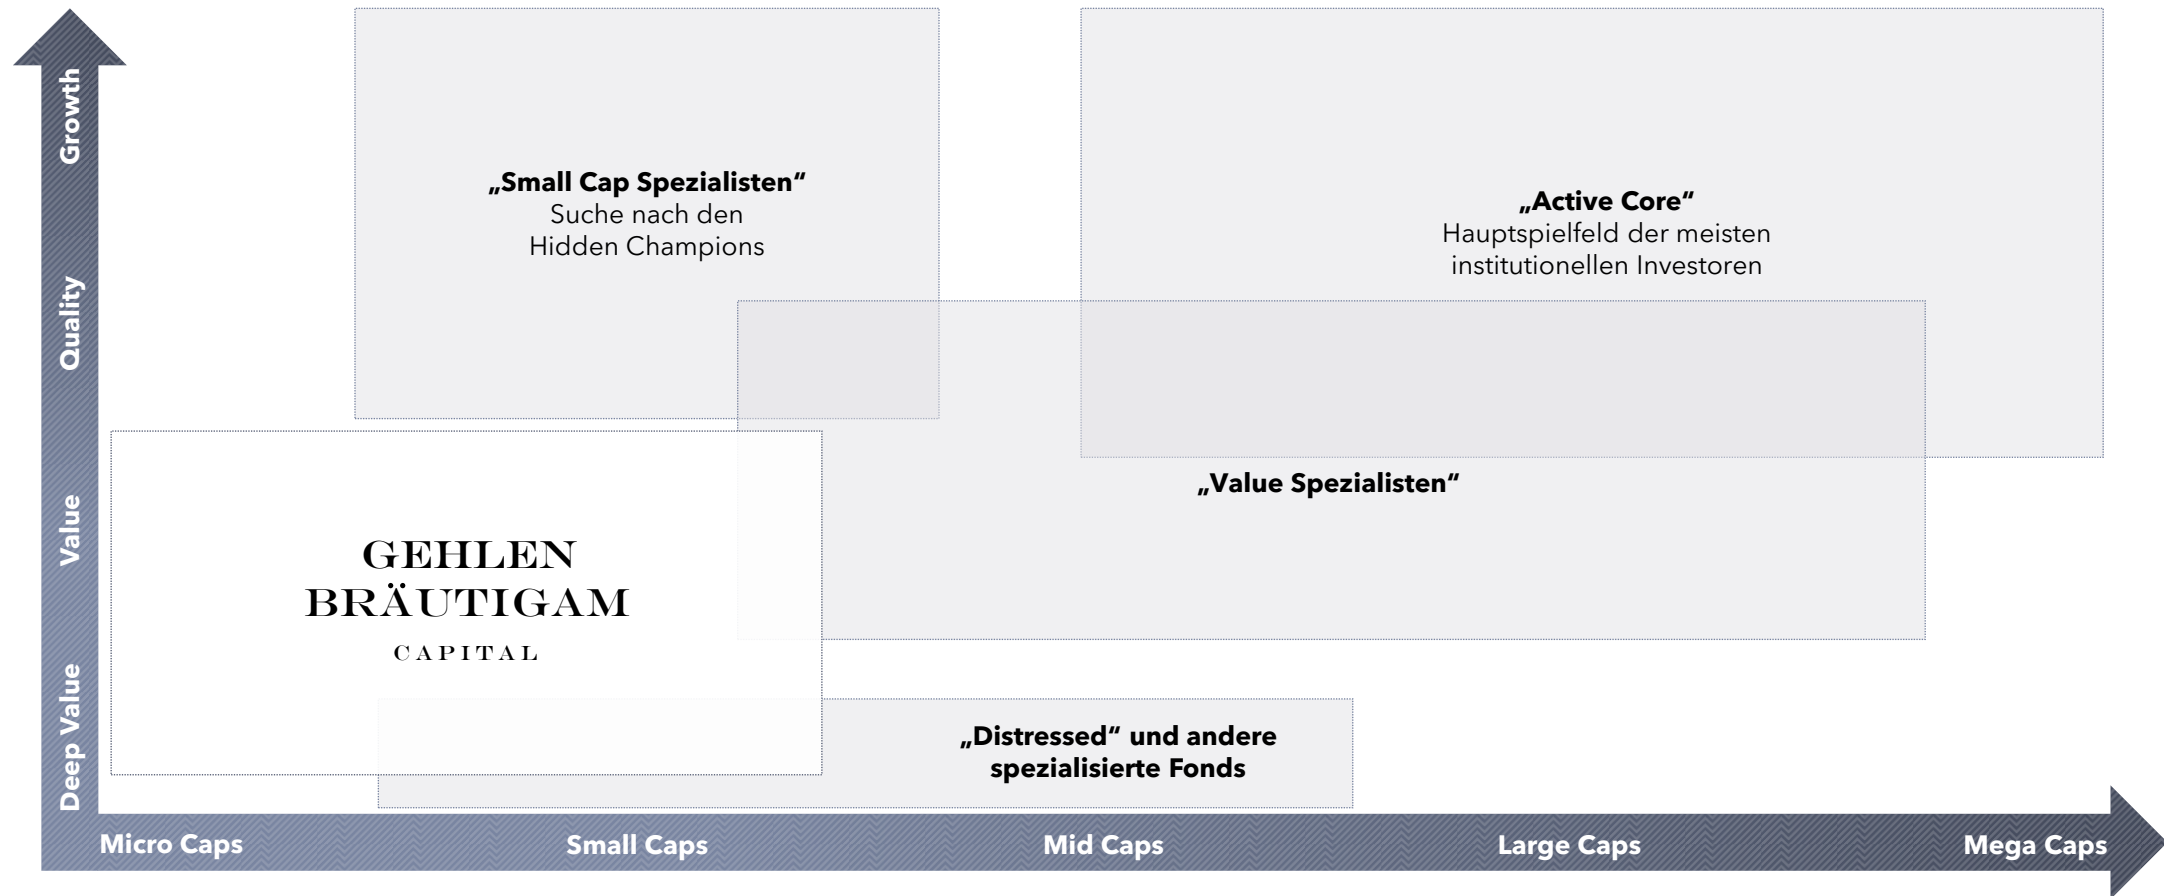 Growth
Quality
Value
Deep Value
„Small Cap Spezialisten“
Suche nach den
Hidden Champions
„Active Core“
Hauptspielfeld der meisten
institutionellen Investoren
„Value Spezialisten“
GEHLEN
BRÄUTIGAM
CAPITAL
„Distressed“ und andere
spezialisierte Fonds
Micro Caps
Small Caps
Mid Caps
Large Caps
Mega Caps